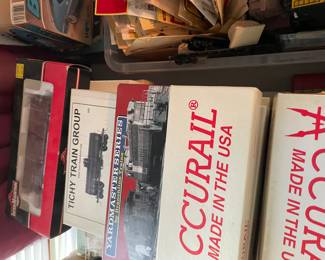 TICHY TRAIN GROUP
YARDMASTER SERIES
CCURAIL®
MADE IN THE USA
CCURAIL
MADE IN THE U